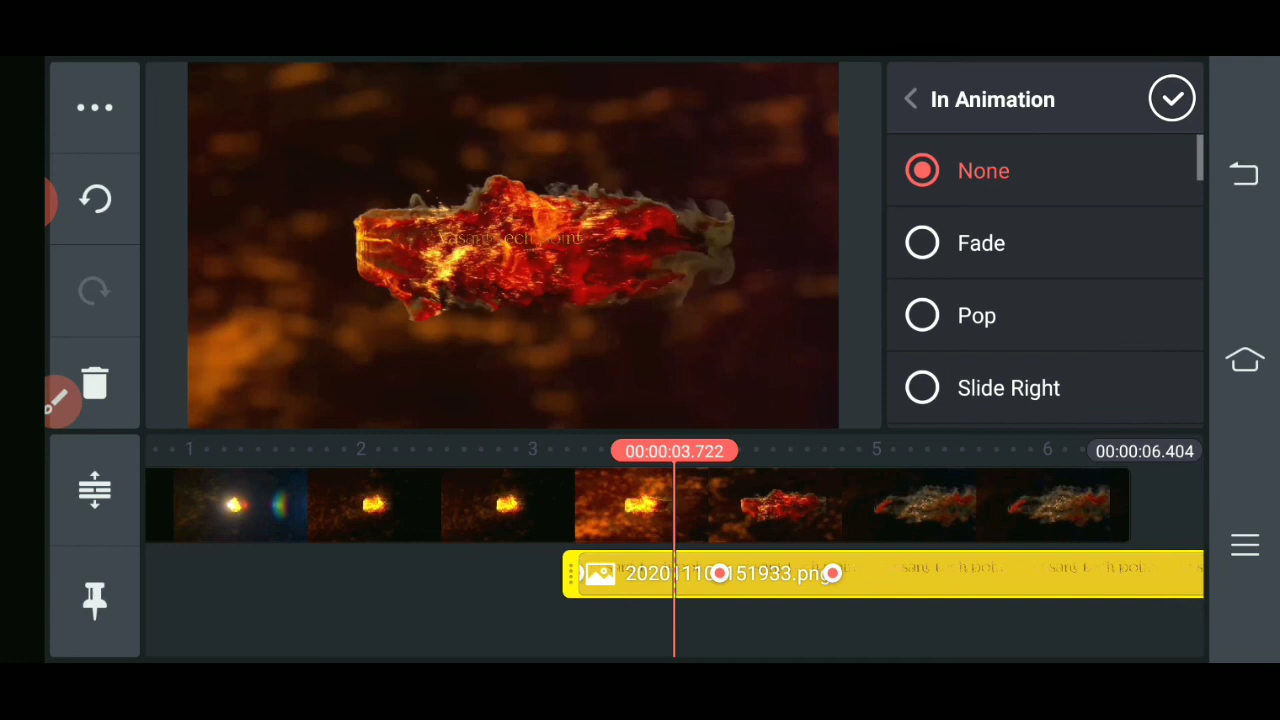 In Animation
None
Fade
Pop
Slide Right
1 2 3 5 6
00:00:03.722
00:00:06.404